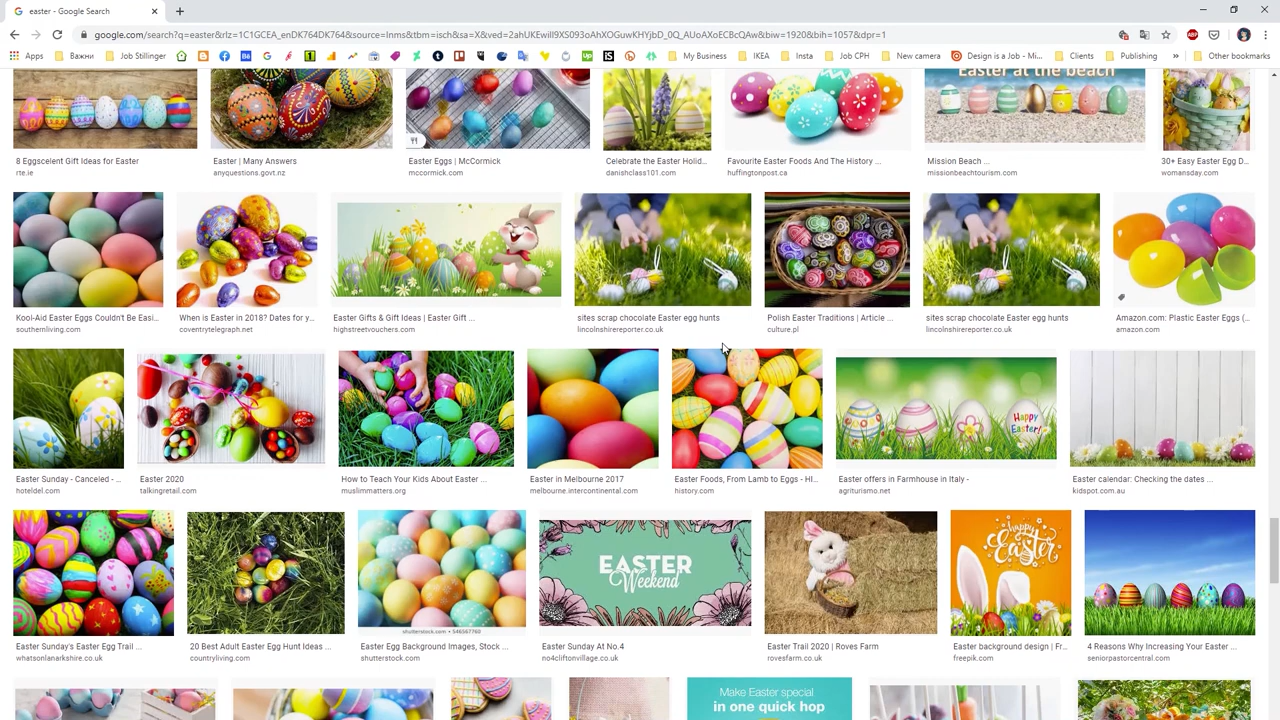 easter - Google Search
google.com/search?q=easter&rlz=1C1GCEA_enDK764DK764&source=lnms&tbm=isch&sa=X&ved=2ahUKEwiIl9XS093oAhXOGuwKHYjbD_0Q_AUoAXoECBcQAw&biw=1920&bih=1057&dpr=1
Apps Важни Job Stillinger My Business IKEA Insta Job CPH New camera Design is a Job - Mi... Clients Publishing Other bookmarks
Easter at the beach
8 Eggscelent Gift Ideas for Easter
rte.ie
Easter | Many Answers
anyquestions.govt.nz
Easter Eggs | McCormick
mccormick.com
Celebrate the Easter Holid...
danishclass101.com
Favourite Easter Foods And The History ...
huffingtonpost.ca
Mission Beach ...
missionbeachtourism.com
30+ Easy Easter Egg D...
womansday.com
Kool-Aid Easter Eggs Couldn't Be Easi...
southernliving.com
When is Easter in 2018? Dates for y...
coventrytelegraph.net
Easter Gifts & Gift Ideas | Easter Gift ...
highstreetvouchers.com
sites scrap chocolate Easter egg hunts
lincolnshirereporter.co.uk
Polish Easter Traditions | Article ...
culture.pl
sites scrap chocolate Easter egg hunts
lincolnshirereporter.co.uk
Amazon.com: Plastic Easter Eggs (...
amazon.com
Happy
Easter!
Easter Sunday - Canceled - ...
hoteldel.com
Easter 2020
talkingretail.com
How to Teach Your Kids About Easter ...
muslimmatters.org
Easter in Melbourne 2017
melbourne.intercontinental.com
Easter Foods, From Lamb to Eggs - HI...
history.com
Easter offers in Farmhouse in Italy -
agriturismo.net
Easter calendar: Checking the dates ...
kidspot.com.au
shutterstock.com • 546567760
EASTER
Weekend
happy
Easter
Easter Sunday's Easter Egg Trail ...
whatsonlanarkshire.co.uk
20 Best Adult Easter Egg Hunt Ideas ...
countryliving.com
Easter Egg Background Images, Stock ...
shutterstock.com
Easter Sunday At No.4
no4cliftonvillage.co.uk
Easter Trail 2020 | Roves Farm
rovesfarm.co.uk
Easter background design | Fr...
freepik.com
4 Reasons Why Increasing Your Easter ...
seniorpastorcentral.com
Make Easter special
in one quick hop